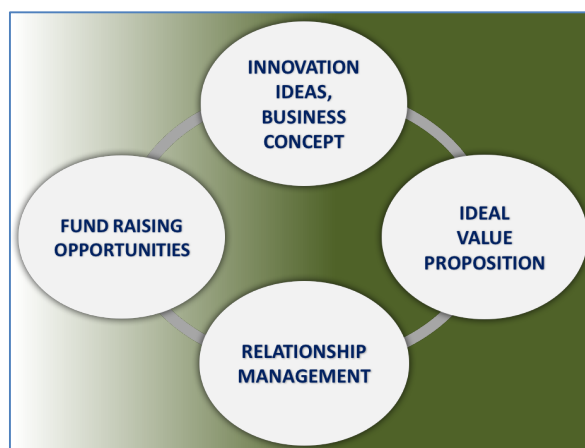 INNOVATION
IDEAS,
BUSINESS
CONCEPT
FUND RAISING
OPPORTUNITIES
IDEAL
VALUE
PROPOSITION
RELATIONSHIP
MANAGEMENT